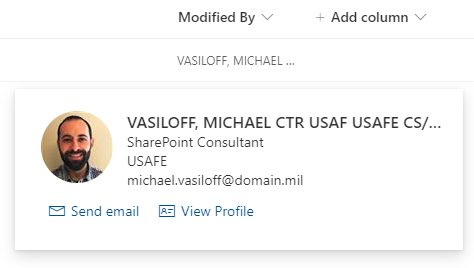 Modified By + Add column
VASILOFF, MICHAEL ...
VASILOFF, MICHAEL CTR USAF USAFE CS/...
SharePoint Consultant
USAFE
michael.vasiloff@domain.mil
Send email View Profile